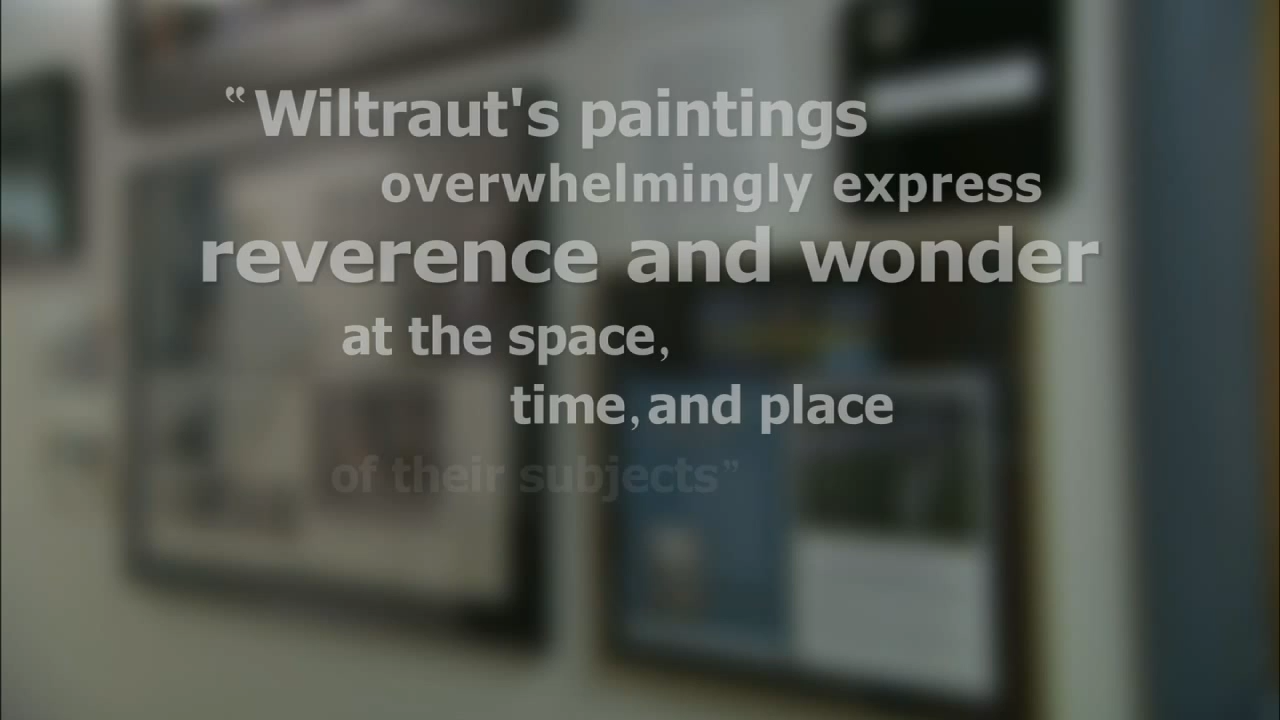 “Wiltraut's paintings
overwhelmingly express
reverence and wonder
at the space,
time, and place
of their subjects”